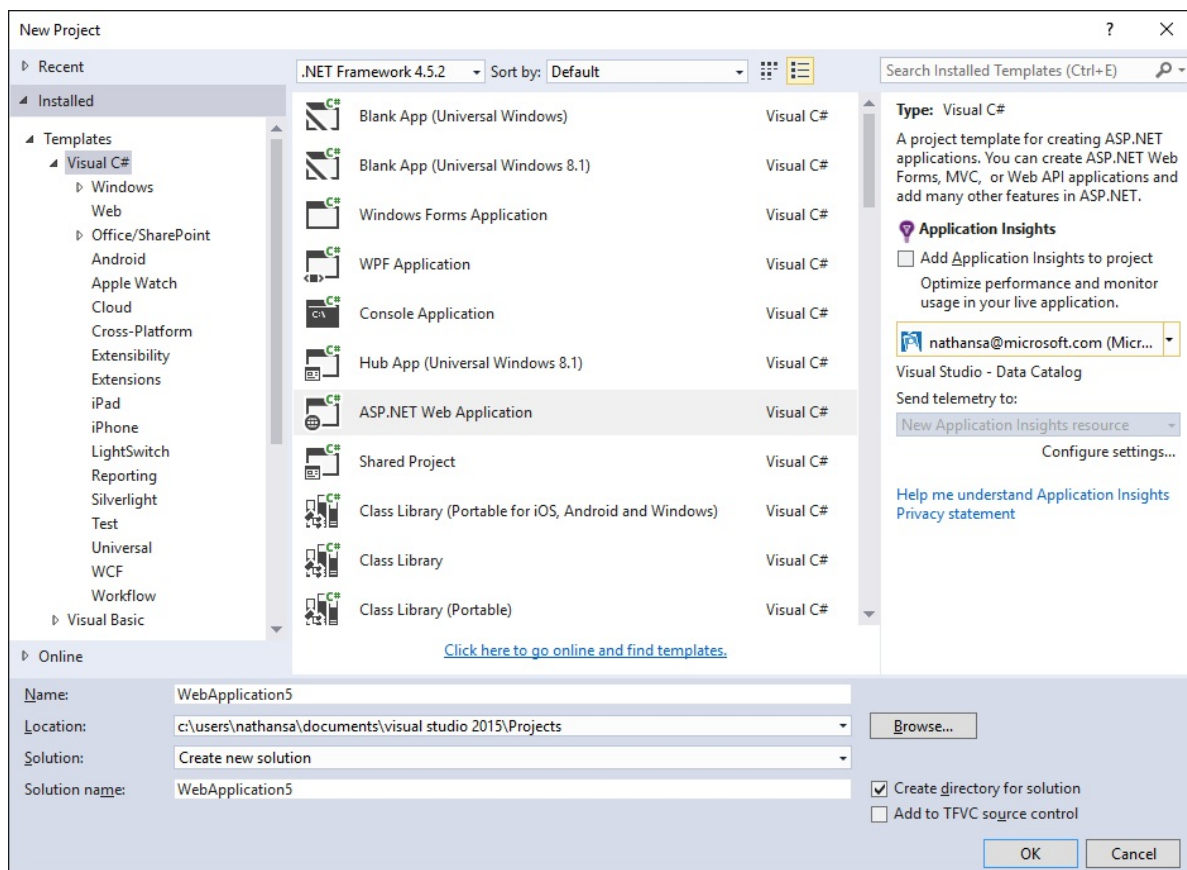 New Project
?
Recent
Installed
Templates
Visual C#
Windows
Web
Office/SharePoint
Android
Apple Watch
Cloud
Cross-Platform
Extensibility
Extensions
iPad
iPhone
LightSwitch
Reporting
Silverlight
Test
Universal
WCF
Workflow
Visual Basic
Online
.NET Framework 4.5.2 Sort by: Default
C# Blank App (Universal Windows) Visual C#
C# Blank App (Universal Windows 8.1) Visual C#
C# Windows Forms Application Visual C#
C# WPF Application Visual C#
C# C:\ Console Application Visual C#
C# Hub App (Universal Windows 8.1) Visual C#
C# ASP.NET Web Application Visual C#
C# Shared Project Visual C#
C# Class Library (Portable for iOS, Android and Windows) Visual C#
C# Class Library Visual C#
C# Class Library (Portable) Visual C#
Click here to go online and find templates.
Search Installed Templates (Ctrl+E)
Type: Visual C#
A project template for creating ASP.NET
applications. You can create ASP.NET Web
Forms, MVC, or Web API applications and
add many other features in ASP.NET.
Application Insights
Add Application Insights to project
Optimize performance and monitor
usage in your live application.
nathansa@microsoft.com (Micr...
Visual Studio - Data Catalog
Send telemetry to:
New Application Insights resource
Configure settings...
Help me understand Application Insights
Privacy statement
Name: WebApplication5
Location: c:\users\nathansa\documents\visual studio 2015\Projects Browse...
Solution: Create new solution
Solution name: WebApplication5
Create directory for solution
Add to TFVC source control
OK Cancel